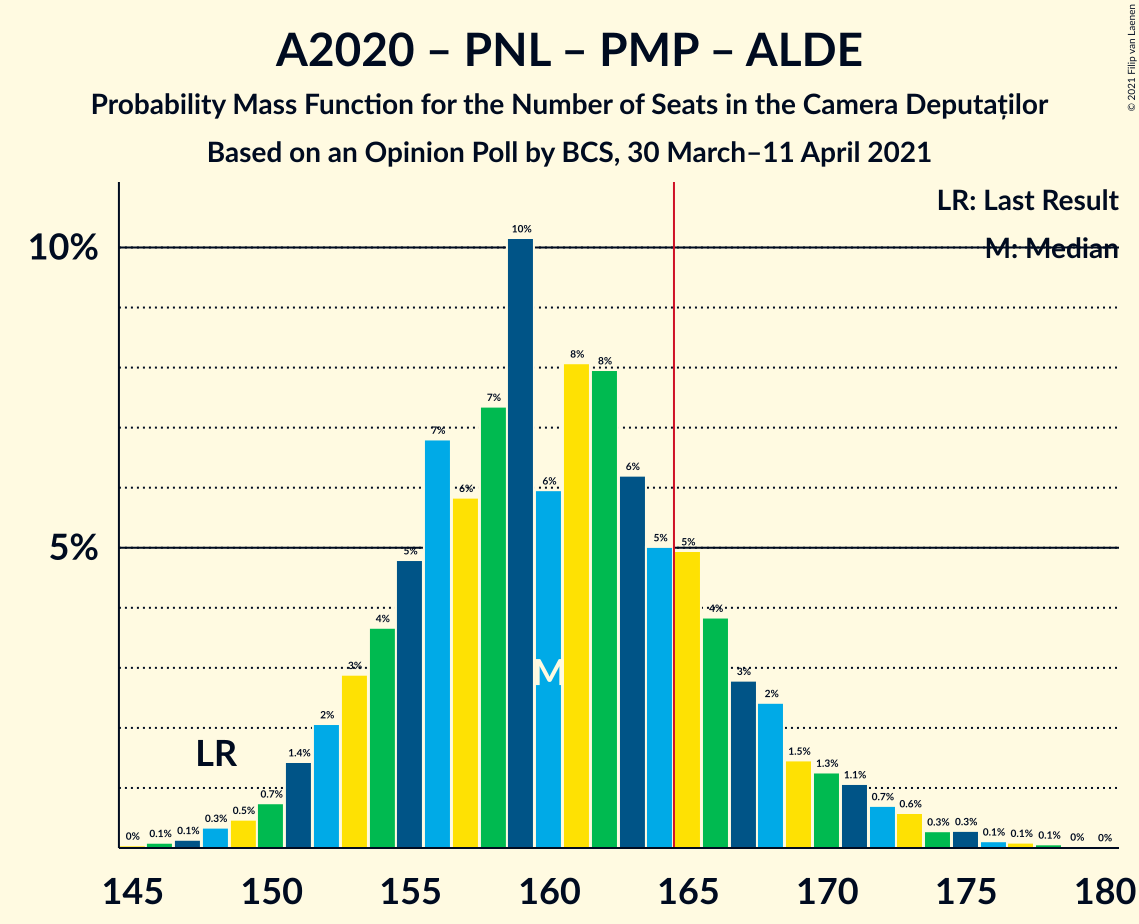 A2020 – PNL – PMP – ALDE
Probability Mass Function for the Number of Seats in the Camera Deputaților
Based on an Opinion Poll by BCS, 30 March–11 April 2021
© 2021 Filip van Laenen
LR: Last Result
M: Median
10%
5%
0% 0.1% 0.1% 0.3% 0.5% 0.7% 1.4% 2% 3% 4% 5% 7% 6% 7% 10% 6% 8% 8% 6% 5% 5% 4% 3% 2% 1.5% 1.3% 1.1% 0.7% 0.6% 0.3% 0.3% 0.1% 0.1% 0.1% 0% 0%
LR
M
145 150 155 160 165 170 175 180